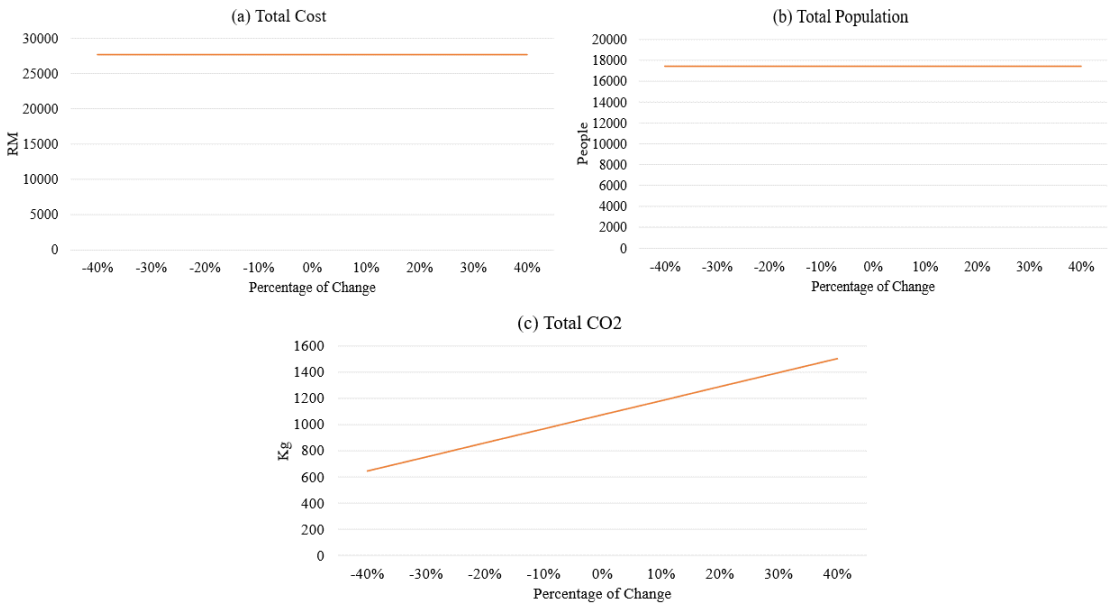 (a) Total Cost
30000
25000
20000
15000
10000
5000
0
RM
-40% -30% -20% -10% 0% 10% 20% 30% 40%
Percentage of Change
(b) Total Population
20000
18000
16000
14000
12000
10000
8000
6000
4000
2000
0
People
-40% -30% -20% -10% 0% 10% 20% 30% 40%
Percentage of Change
(c) Total CO2
1600
1400
1200
1000
800
600
400
200
0
Kg
-40% -30% -20% -10% 0% 10% 20% 30% 40%
Percentage of Change